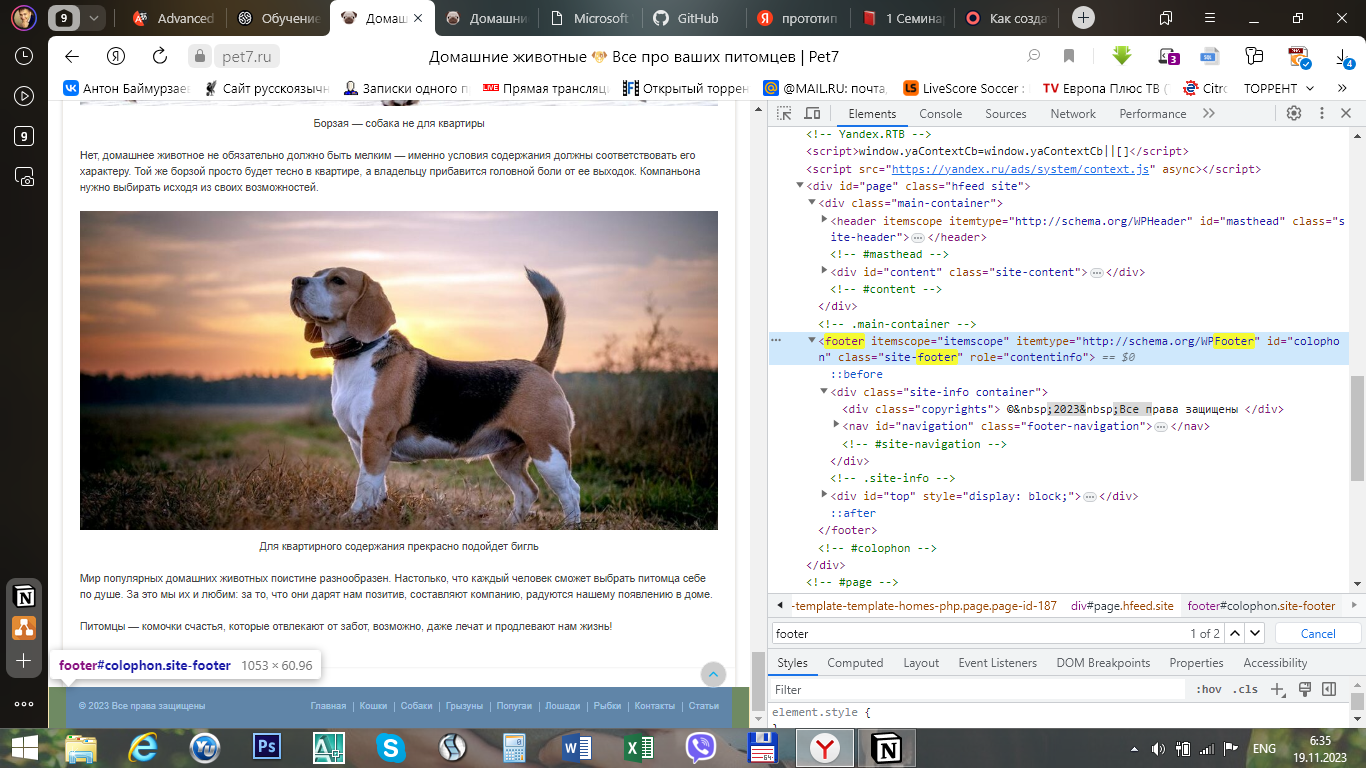 9
Advanced
Обучение
Домаш
Домашни
Microsoft
GitHub
прототип
1 Семина
Как созда
pet7.ru
Домашние животные 🐶 Все про ваших питомцев | Pet7
3
4
Антон Баймурзаев
Сайт русскоязычн
Записки одного п
LIVE Прямая трансляци
Открытый торрен
@MAIL.RU: почта,
LS LiveScore Soccer :
TV Европа Плюс ТВ (
Citro
ТОРРЕНТ
9
Борзая — собака не для квартиры
Нет, домашнее животное не обязательно должно быть мелким — именно условия содержания должны соответствовать его
характеру. Той же борзой просто будет тесно в квартире, а владельцу прибавится головной боли от ее выходок. Компаньона
нужно выбирать исходя из своих возможностей.
Для квартирного содержания прекрасно подойдет бигль
Мир популярных домашних животных поистине разнообразен. Настолько, что каждый человек сможет выбрать питомца себе
по душе. За это мы их и любим: за то, что они дарят нам позитив, составляют компанию, радуются нашему появлению в доме.
Питомцы — комочки счастья, которые отвлекают от забот, возможно, даже лечат и продлевают нам жизнь!
footer#colophon.site-footer 1053 × 60.96
© 2023 Все права защищены
Главная | Кошки | Собаки | Грызуны | Попугаи | Лошади | Рыбки | Контакты | Статьи
Elements Console Sources Network Performance
<!-- Yandex.RTB -->
<script>window.yaContextCb=window.yaContextCb||[]</script>
<script src="https://yandex.ru/ads/system/context.js" async></script>
<div id="page" class="hfeed site">
<div class="main-container">
<header itemscope itemtype="http://schema.org/WPHeader" id="masthead" class="s
ite-header">…</header>
<!-- #masthead -->
<div id="content" class="site-content">…</div>
<!-- #content -->
</div>
<!-- .main-container -->
<footer itemscope="itemscope" itemtype="http://schema.org/WPFooter" id="colopho
n" class="site-footer" role="contentinfo"> == $0
::before
<div class="site-info container">
<div class="copyrights"> ©&nbsp;2023&nbsp;Все права защищены </div>
<nav id="navigation" class="footer-navigation">…</nav>
<!-- #site-navigation -->
</div>
<!-- .site-info -->
<div id="top" style="display: block;">…</div>
::after
</footer>
<!-- #colophon -->
</div>
<!-- #page -->
-template-template-homes-php.page.page-id-187 div#page.hfeed.site footer#colophon.site-footer
footer 1 of 2 Cancel
Styles Computed Layout Event Listeners DOM Breakpoints Properties Accessibility
Filter :hov .cls
element.style {
ENG
6:35
19.11.2023